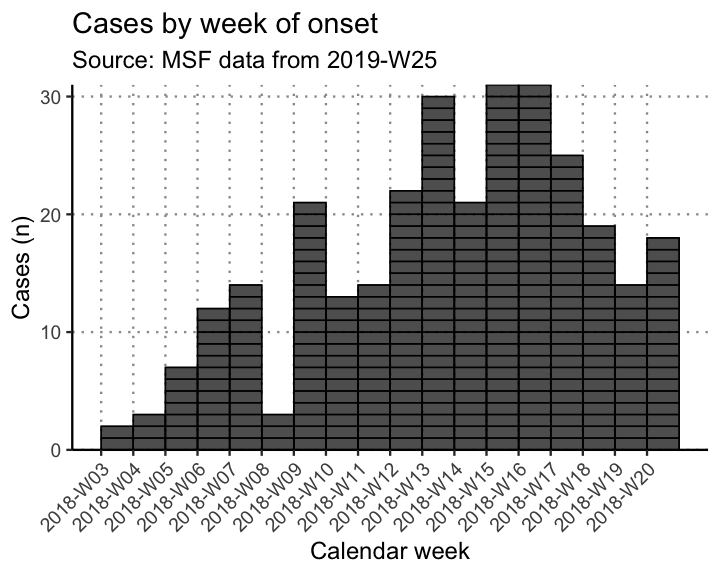 Cases by week of onset
Source: MSF data from 2019-W25
Cases (n)
30
20
10
0
2018-W03
2018-W04
2018-W05
2018-W06
2018-W07
2018-W08
2018-W09
2018-W10
2018-W11
2018-W12
2018-W13
2018-W14
2018-W15
2018-W16
2018-W17
2018-W18
2018-W19
2018-W20
Calendar week